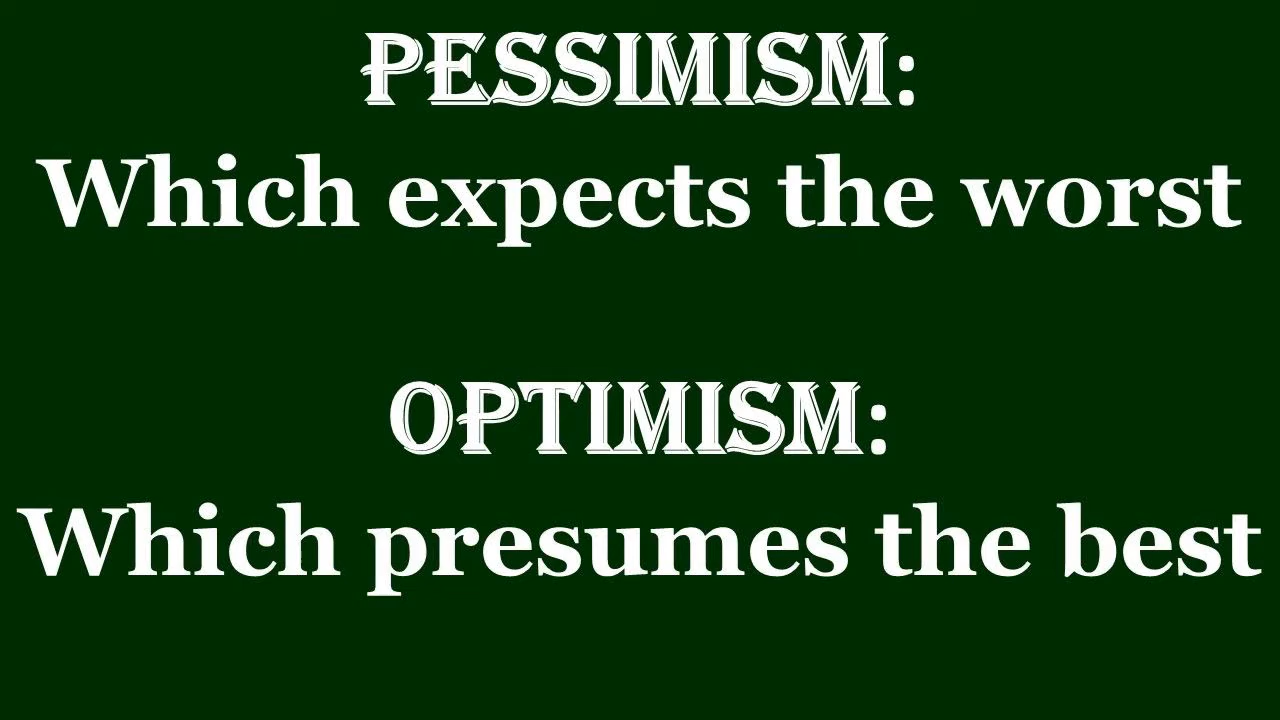 PESSIMISM:
Which expects the worst
OPTIMISM:
Which presumes the best